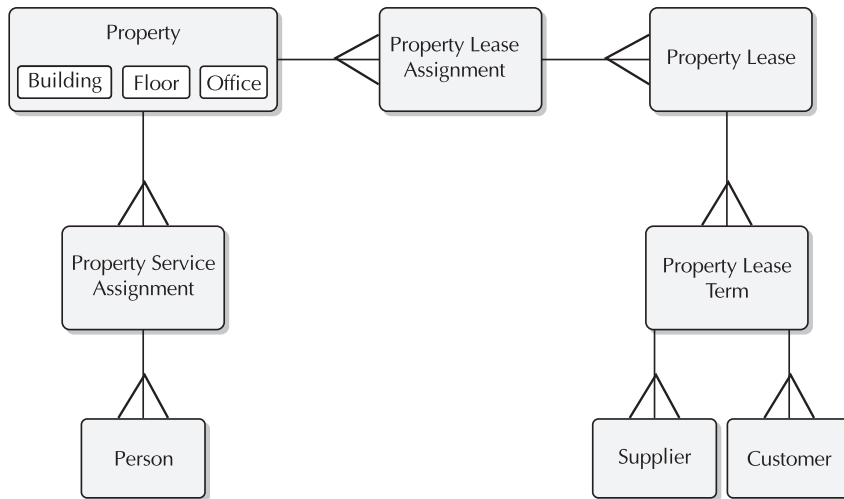 Property
Building
Floor
Office
Property Lease
Assignment
Property Lease
Property Service
Assignment
Property Lease
Term
Person
Supplier
Customer